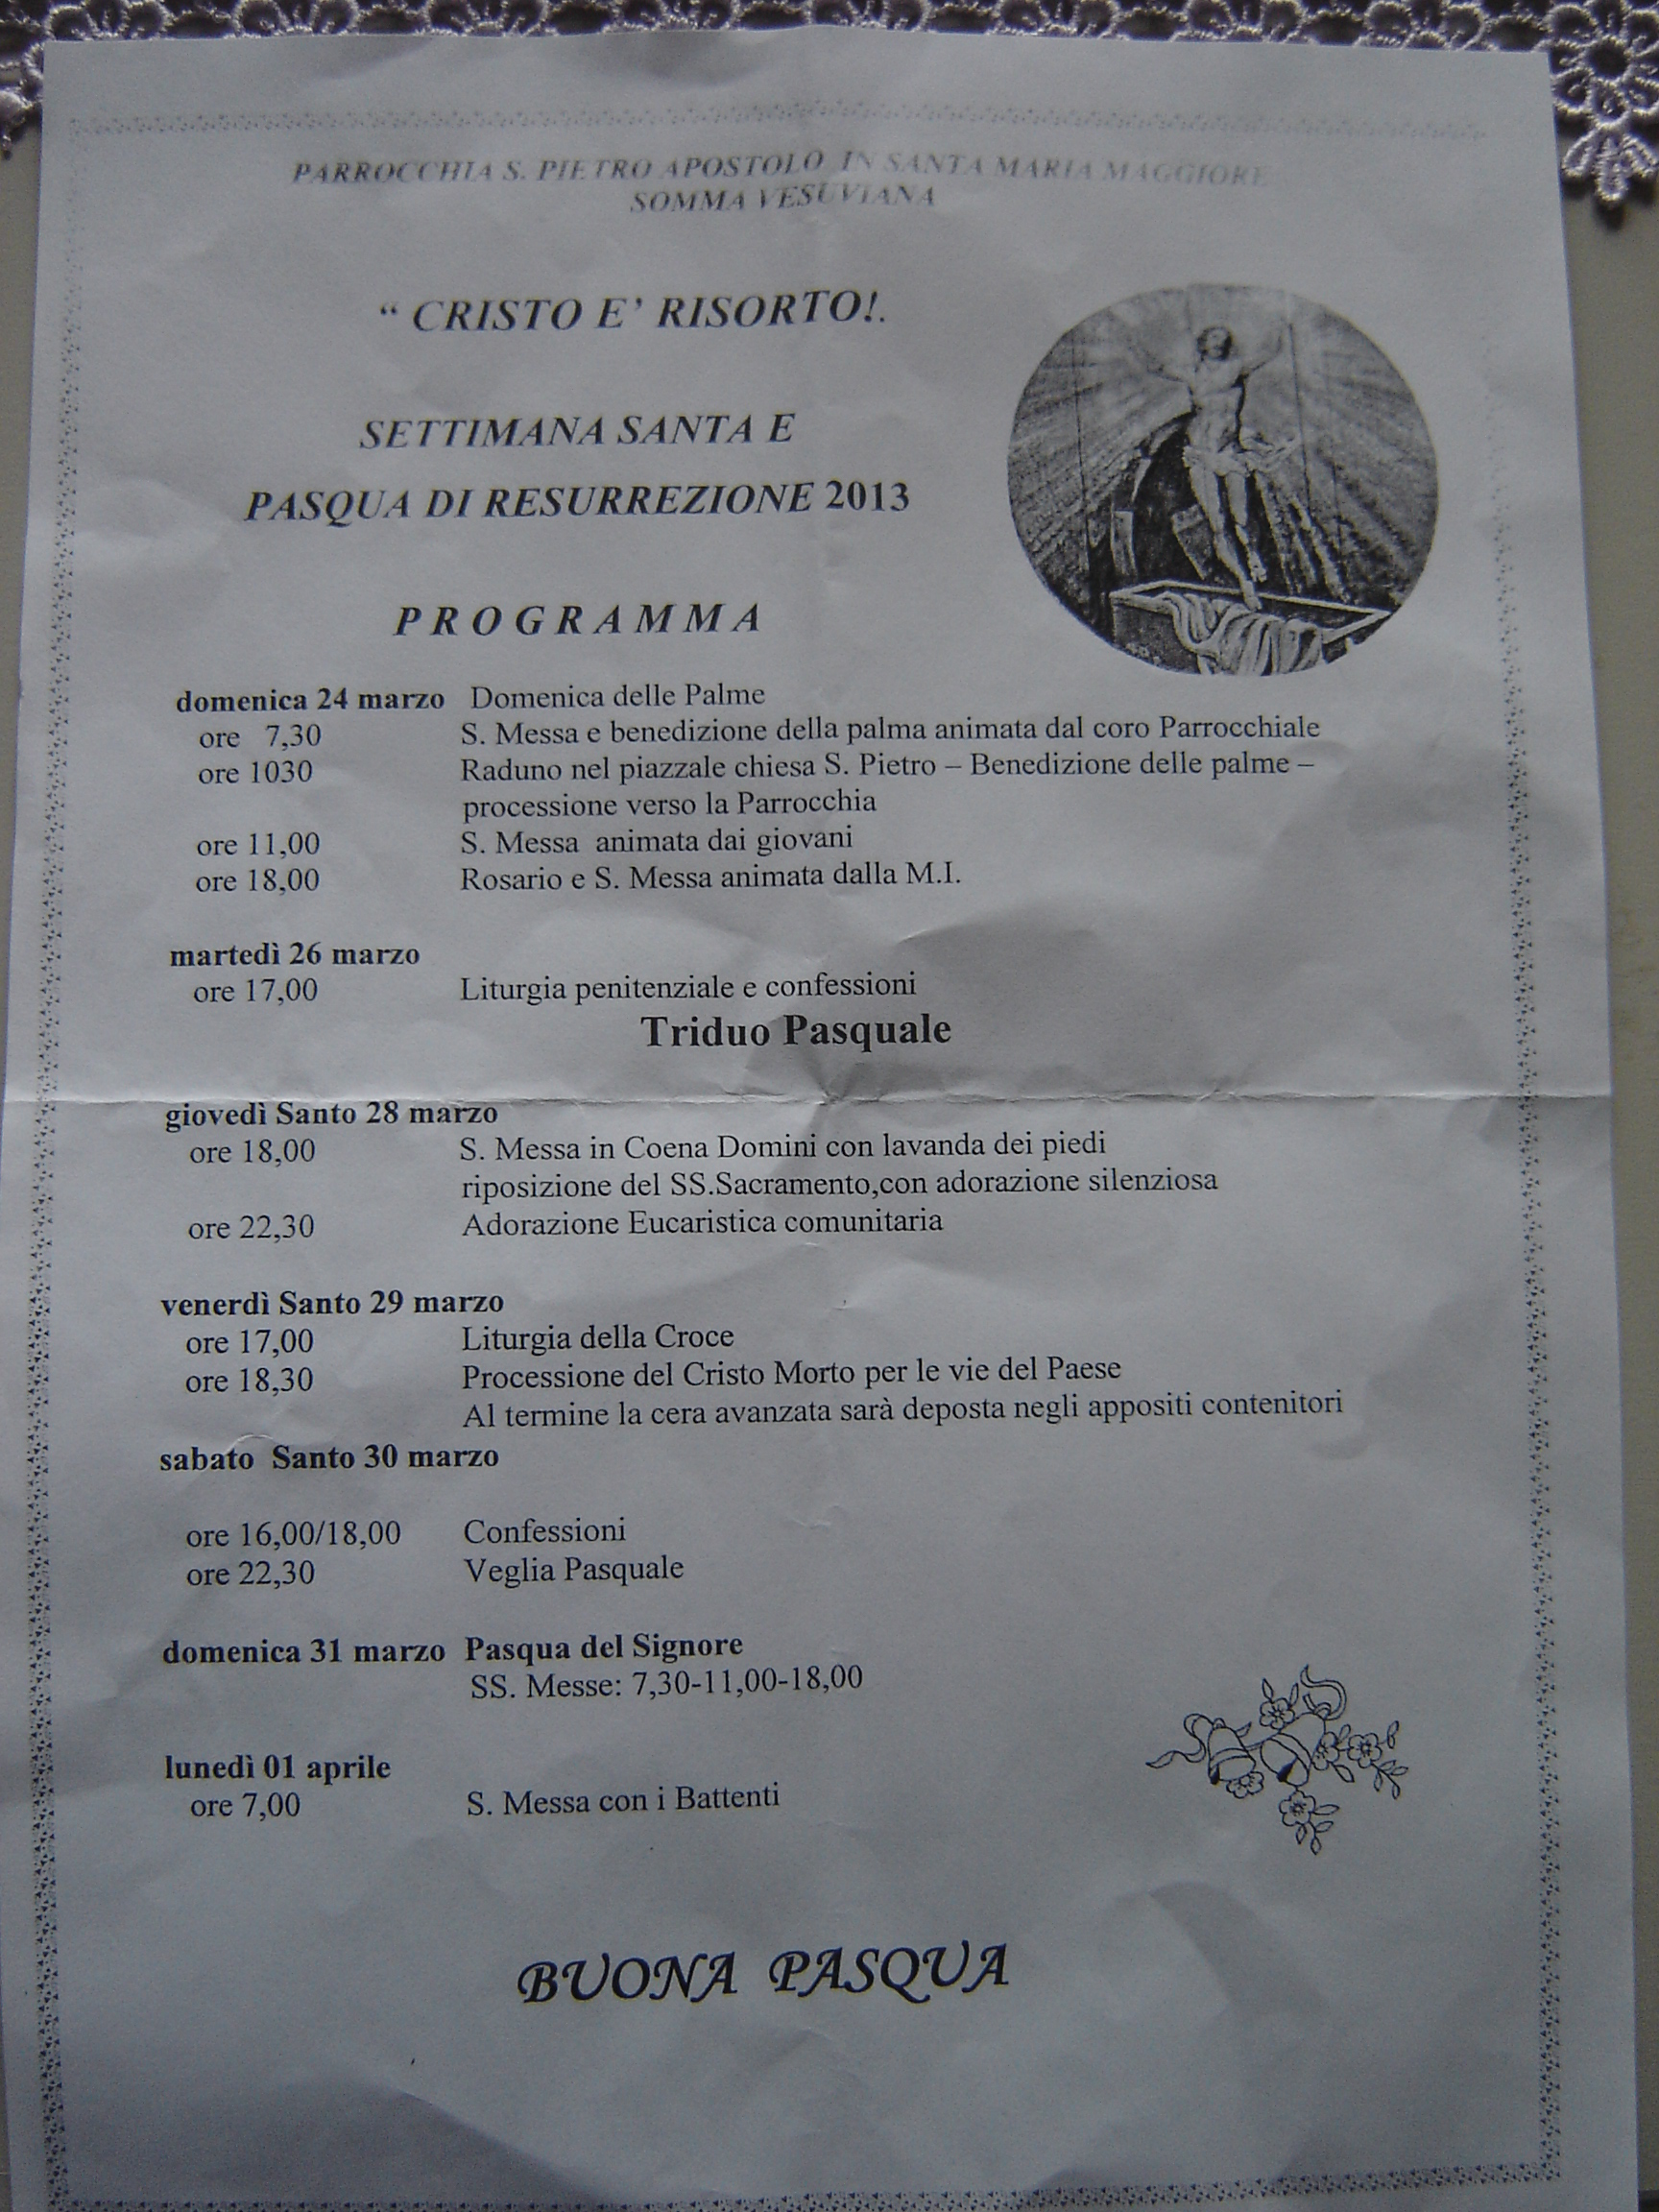 PARROCCHIA S. PIETRO APOSTOLO IN SANTA MARIA MAGGIORE
SOMMA VESUVIANA
“ CRISTO E’ RISORTO!.
SETTIMANA SANTA E
PASQUA DI RESURREZIONE 2013
P R O G R A M M A
domenica 24 marzo Domenica delle Palme
ore 7,30 S. Messa e benedizione della palma animata dal coro Parrocchiale
ore 1030 Raduno nel piazzale chiesa S. Pietro – Benedizione delle palme –
processione verso la Parrocchia
ore 11,00 S. Messa animata dai giovani
ore 18,00 Rosario e S. Messa animata dalla M.I.
martedì 26 marzo
ore 17,00 Liturgia penitenziale e confessioni
Triduo Pasquale
giovedì Santo 28 marzo
ore 18,00 S. Messa in Coena Domini con lavanda dei piedi
riposizione del SS.Sacramento,con adorazione silenziosa
ore 22,30 Adorazione Eucaristica comunitaria
venerdì Santo 29 marzo
ore 17,00 Liturgia della Croce
ore 18,30 Processione del Cristo Morto per le vie del Paese
Al termine la cera avanzata sarà deposta negli appositi contenitori
sabato Santo 30 marzo
ore 16,00/18,00 Confessioni
ore 22,30 Veglia Pasquale
domenica 31 marzo Pasqua del Signore
SS. Messe: 7,30-11,00-18,00
lunedì 01 aprile
ore 7,00 S. Messa con i Battenti
BUONA PASQUA